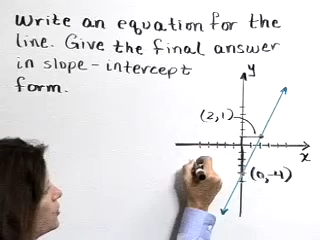 Write an equation for the
line. Give the final answer
in slope-intercept
form.
y
(2,1)
x
(0,-4)